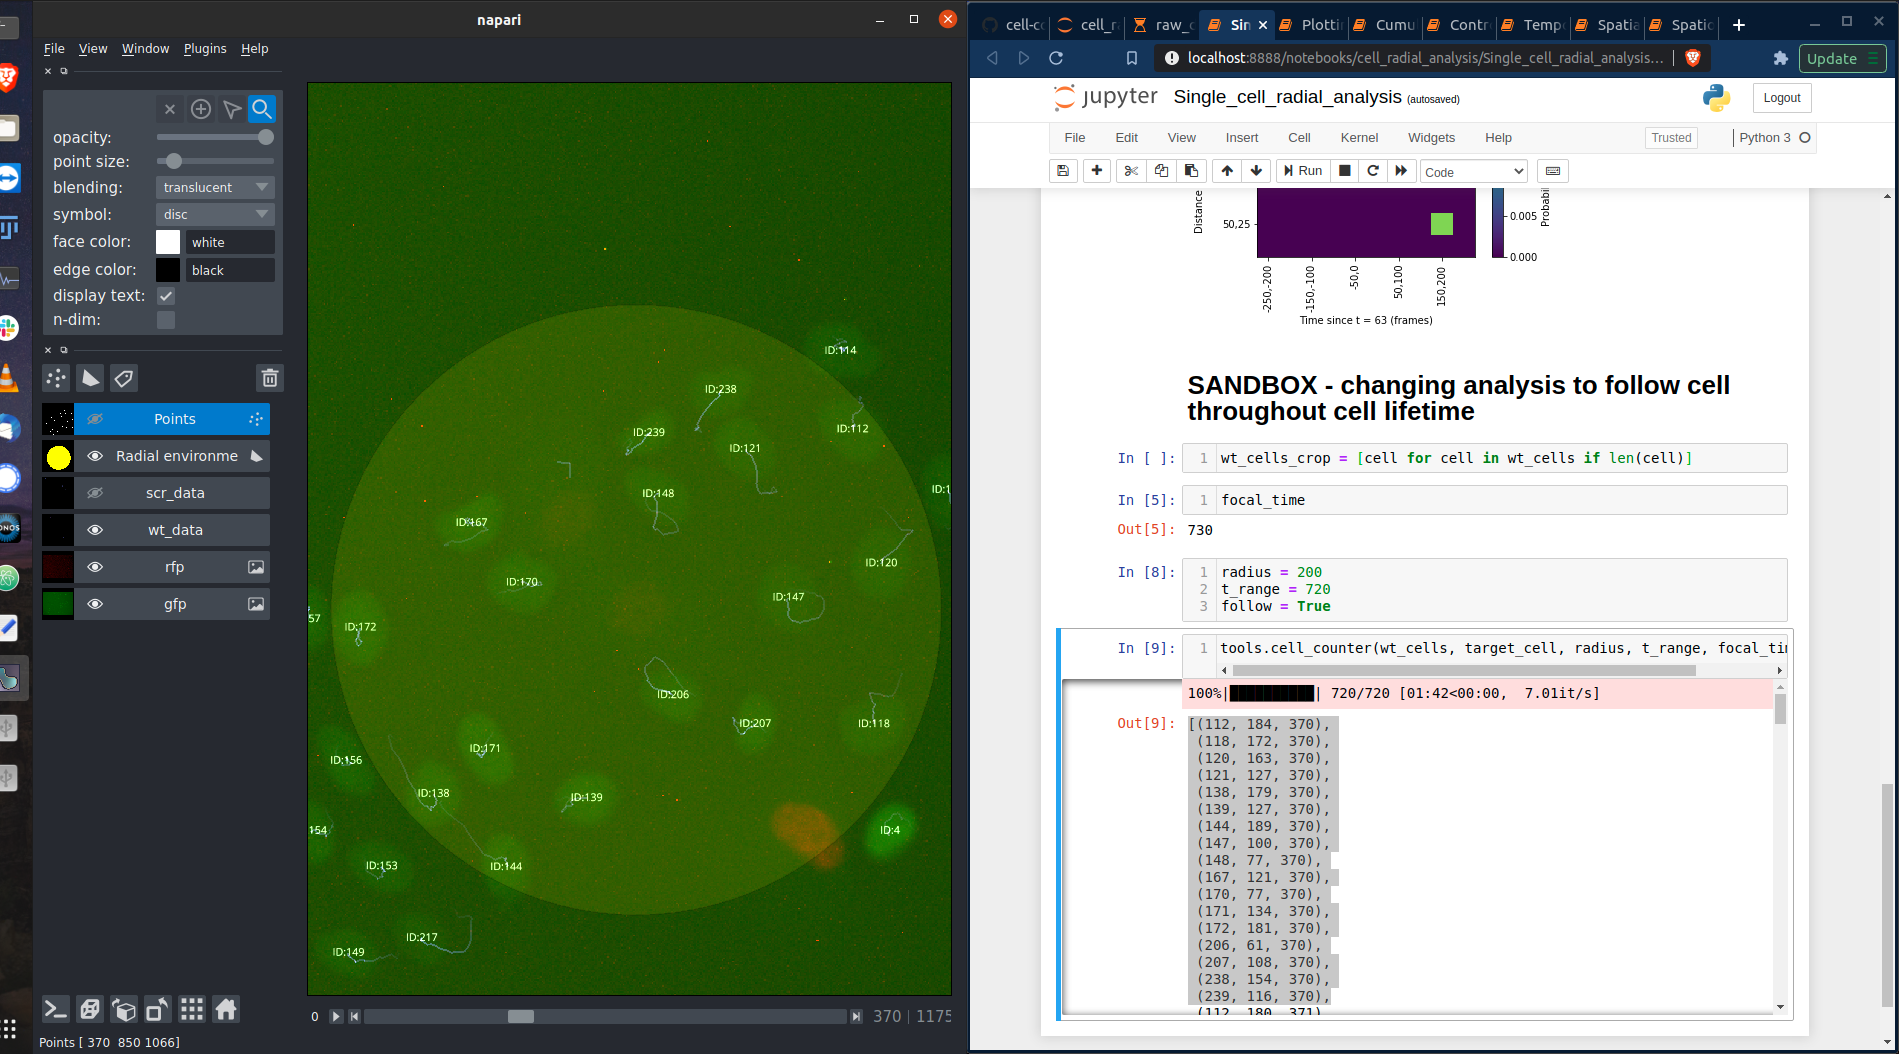 napari
File View Window Plugins Help
opacity:
point size:
blending: translucent
symbol: disc
face color: white
edge color: black
display text:
n-dim:
Points
Radial environme
scr_data
wt_data
rfp
gfp
ID:114
ID:238
ID:239
ID:112
ID:121
ID:1
ID:148
ID:167
ID:120
ID:170
ID:147
57
ID:172
ID:206
ID:207
ID:118
ID:171
ID:156
ID:138
ID:139
154
ID:4
ID:153
ID:144
ID:217
ID:149
0 370 | 1175
Points [ 370 850 1066]
cell-c cell_r raw_ Sin Plotti Cumu Contr Temp Spatia Spatio
localhost:8888/notebooks/cell_radial_analysis/Single_cell_radial_analysis...
Update
jupyter Single_cell_radial_analysis (autosaved)
Logout
File Edit View Insert Cell Kernel Widgets Help
Trusted Python 3
Run Code
Distance
50,25
-250,-200
-150,-100
-50,0
50,100
150,200
Time since t = 63 (frames)
0.005
0.000
Probabil
SANDBOX - changing analysis to follow cell
throughout cell lifetime
In [ ]: 1 wt_cells_crop = [cell for cell in wt_cells if len(cell)]
In [5]: 1 focal_time
Out[5]: 730
In [8]: 1 radius = 200
2 t_range = 720
3 follow = True
In [9]: 1 tools.cell_counter(wt_cells, target_cell, radius, t_range, focal_tim
100%|██████████| 720/720 [01:42<00:00, 7.01it/s]
Out[9]: [(112, 184, 370),
(118, 172, 370),
(120, 163, 370),
(121, 127, 370),
(138, 179, 370),
(139, 127, 370),
(144, 189, 370),
(147, 100, 370),
(148, 77, 370),
(167, 121, 370),
(170, 77, 370),
(171, 134, 370),
(172, 181, 370),
(206, 61, 370),
(207, 108, 370),
(238, 154, 370),
(239, 116, 370),
(112, 180, 371)